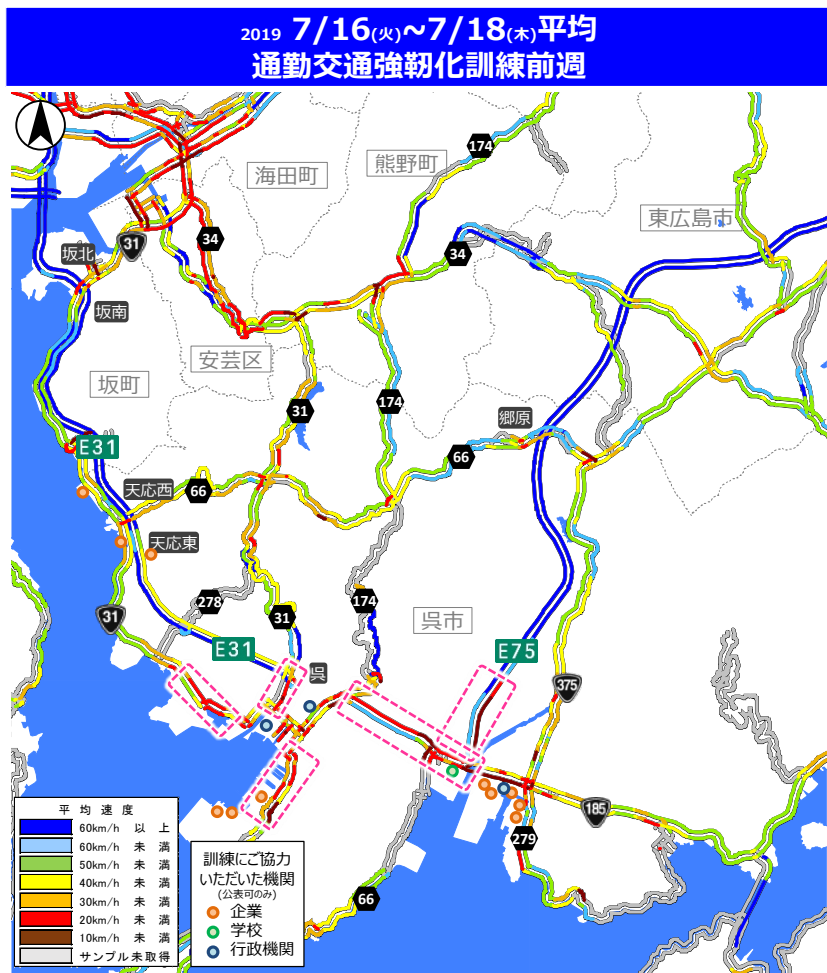 2019 7/16(火)~7/18(木)平均
通勤交通強靭化訓練前週
174
熊野町
海田町
東広島市
34
31
坂北
34
坂南
安芸区
坂町
174
31
郷原
E31
66
天応西
66
天応東
278
174
31
31
呉市
E31
E75
呉
375
185
279
66
平均速度
60km/h 以上
60km/h 未満
50km/h 未満
40km/h 未満
30km/h 未満
20km/h 未満
10km/h 未満
サンプル未取得
訓練にご協力
いただいた機関
(公表可のみ)
企業
学校
行政機関